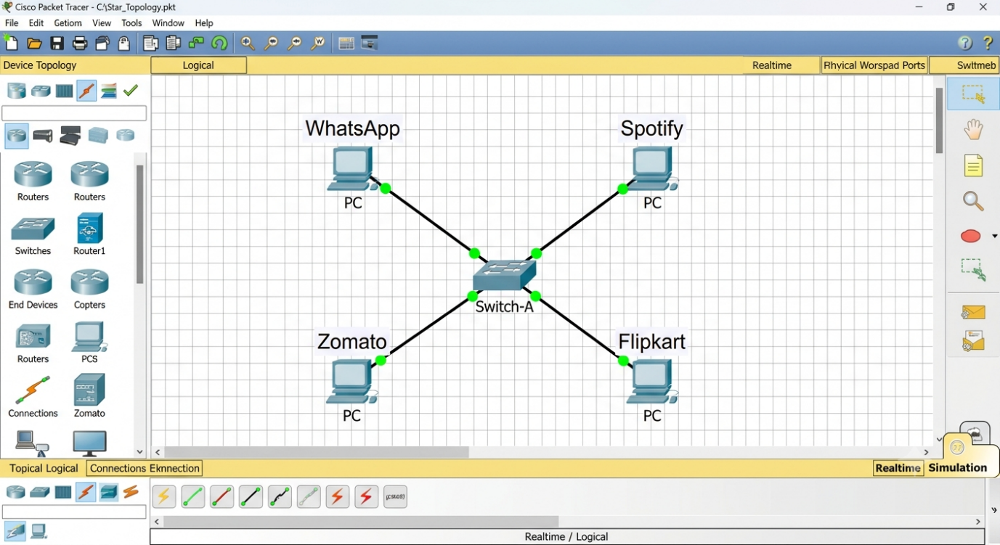 Cisco Packet Tracer - C:\Star_Topology.pkt
File Edit Getiom View Tools Window Help
Device Topology
Logical
Realtime
Rhyical Worspad Ports
Swltmeb
WhatsApp
Spotify
PC
PC
Switch-A
Zomato
Flipkart
PC
PC
Routers Routers
Switches Router1
End Devices Copters
Routers PCS
Connections Zomato
Topical Logical
Connections Eknnection
Realtime
Simulation
Realtime / Logical